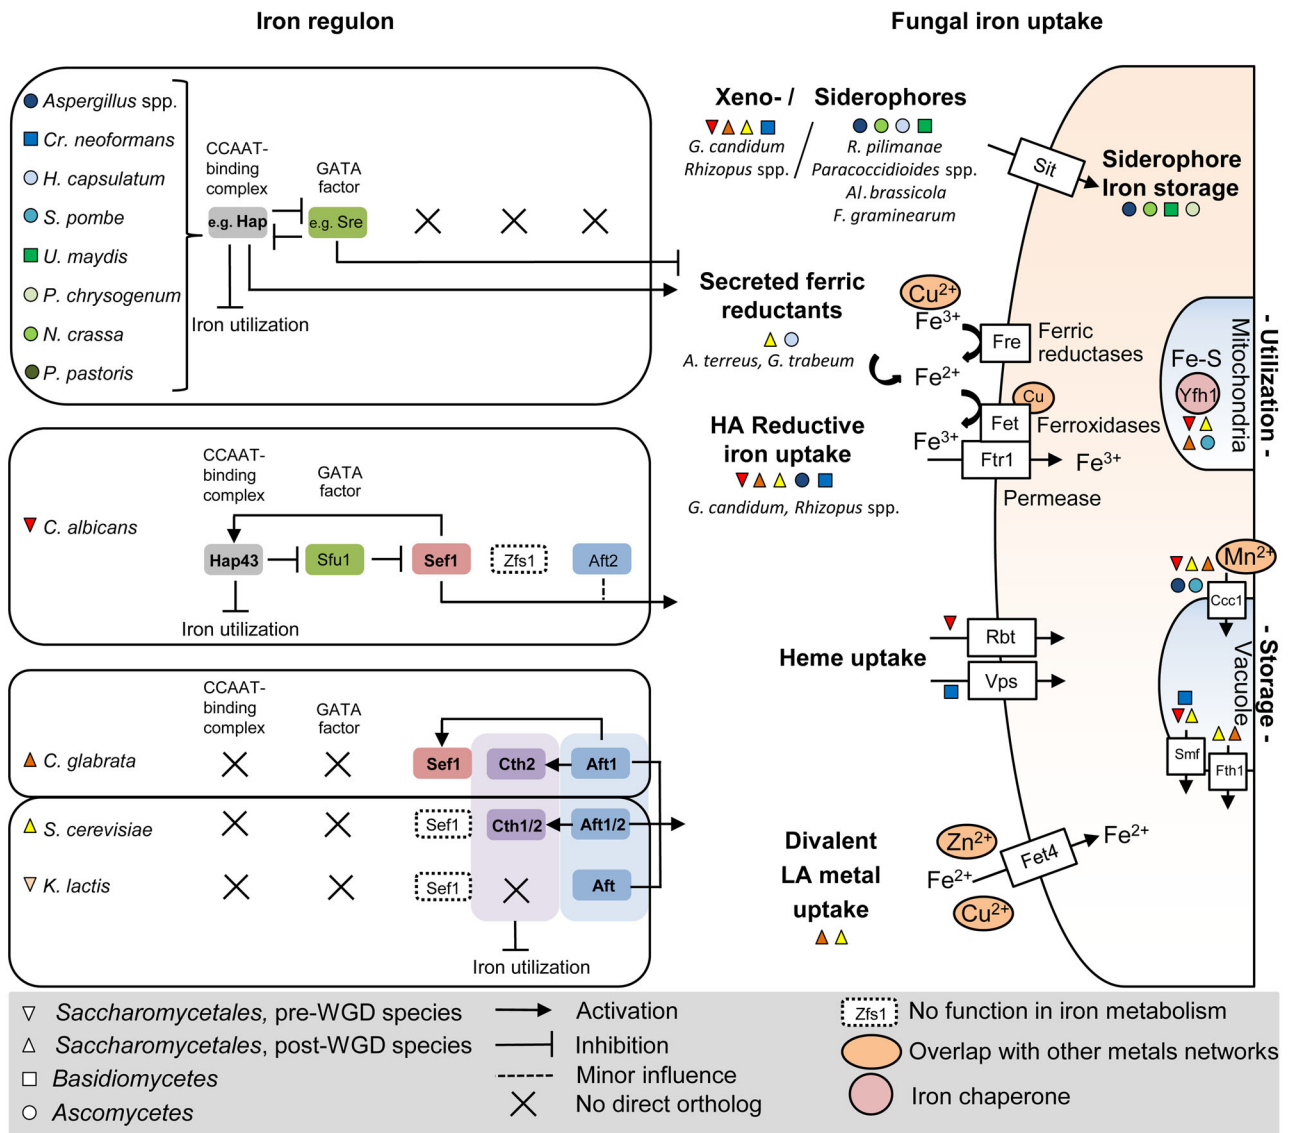 Iron regulon
Aspergillus spp.
Cr. neoformans
H. capsulatum
S. pombe
U. maydis
P. chrysogenum
N. crassa
P. pastoris
CCAAT-
binding
complex
GATA
factor
e.g. Hap
e.g. Sre
Iron utilization
C. albicans
CCAAT-
binding
complex
GATA
factor
Hap43
Sfu1
Sef1
Zfs1
Aft2
Iron utilization
CCAAT-
binding
complex
GATA
factor
C. glabrata
Sef1
Cth2
Aft1
S. cerevisiae
Sef1
Cth1/2
Aft1/2
K. lactis
Sef1
Aft
Iron utilization
Fungal iron uptake
Xeno- /
Siderophores
G. candidum
Rhizopus spp.
/
R. pilimanae
Paracoccidioides spp.
Al.brassicola
F. graminearum
Sit
Siderophore
Iron storage
Secreted ferric
reductants
A. terreus, G. trabeum
Cu2+
Fe3+
Fre
Ferric
reductases
Fe2+
Cu
Fet
Ferroxidases
Fe3+
Ftr1
Fe3+
Permease
HA Reductive
iron uptake
G. candidum, Rhizopus spp.
Fe-S
Yfh1
Mitochondria
- Utilization -
Mn2+
Ccc1
Vacuole
- Storage -
Smf
Fth1
Heme uptake
Rbt
Vps
Divalent
LA metal
uptake
Zn2+
Fe2+
Cu2+
Fet4
Fe2+
Saccharomycetales, pre-WGD species
Saccharomycetales, post-WGD species
Basidiomycetes
Ascomycetes
Activation
Inhibition
Minor influence
No direct ortholog
Zfs1
No function in iron metabolism
Overlap with other metals networks
Iron chaperone